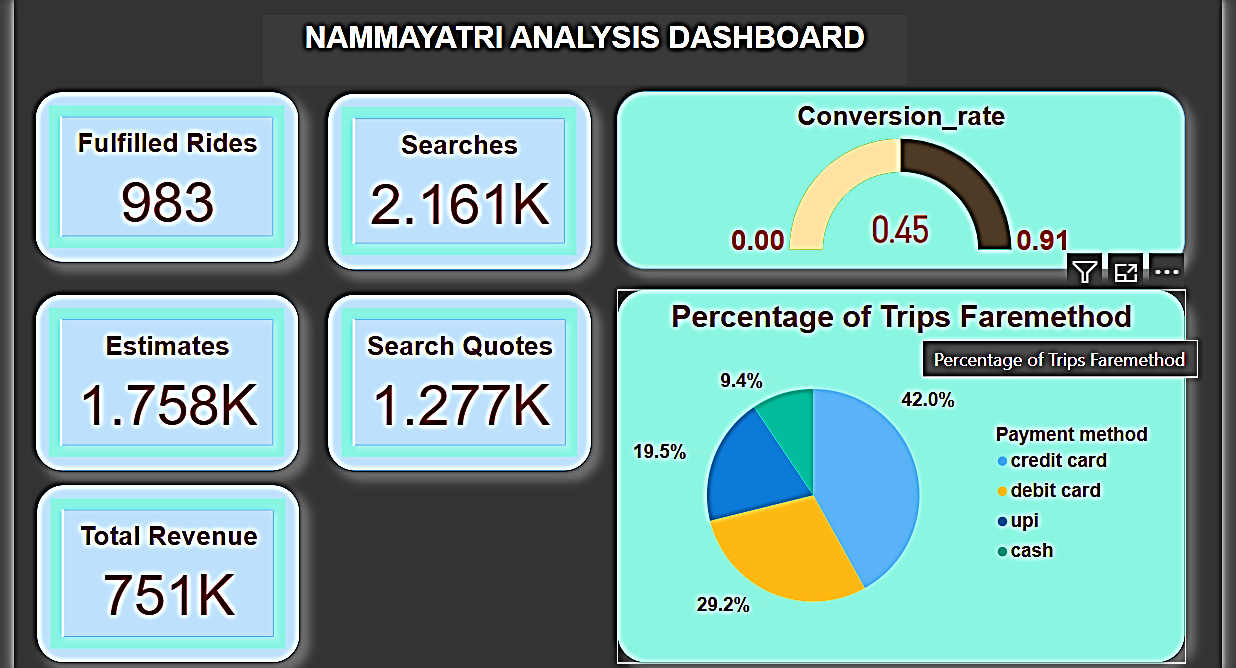 NAMMAYATRI ANALYSIS DASHBOARD
Fulfilled Rides
983
Searches
2.161K
Conversion_rate
0.00
0.45
0.91
Estimates
1.758K
Search Quotes
1.277K
Total Revenue
751K
Percentage of Trips Faremethod
Percentage of Trips Faremethod
9.4%
42.0%
19.5%
29.2%
Payment method
credit card
debit card
upi
cash